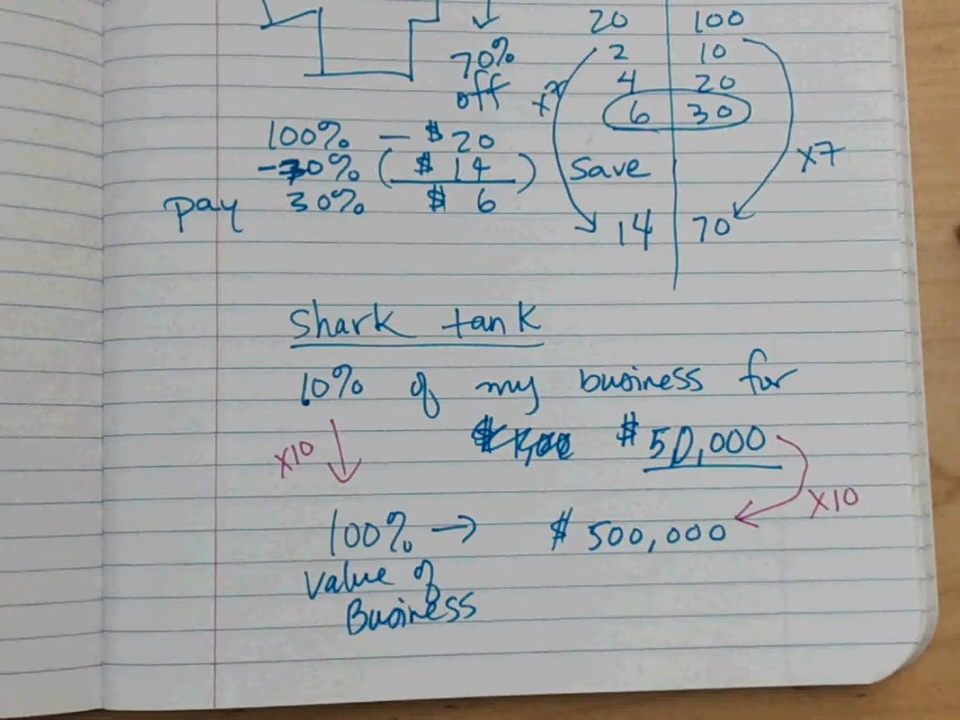 70%
off
100% - $20
-70% ($14)
pay 30% $6
20 | 100
2 | 10
4 | 20
6 | 30
x7
save
x7
14 | 70
Shark tank
10% of my business for
$50,000
x10
x10
100% → $500,000
Value of
Business